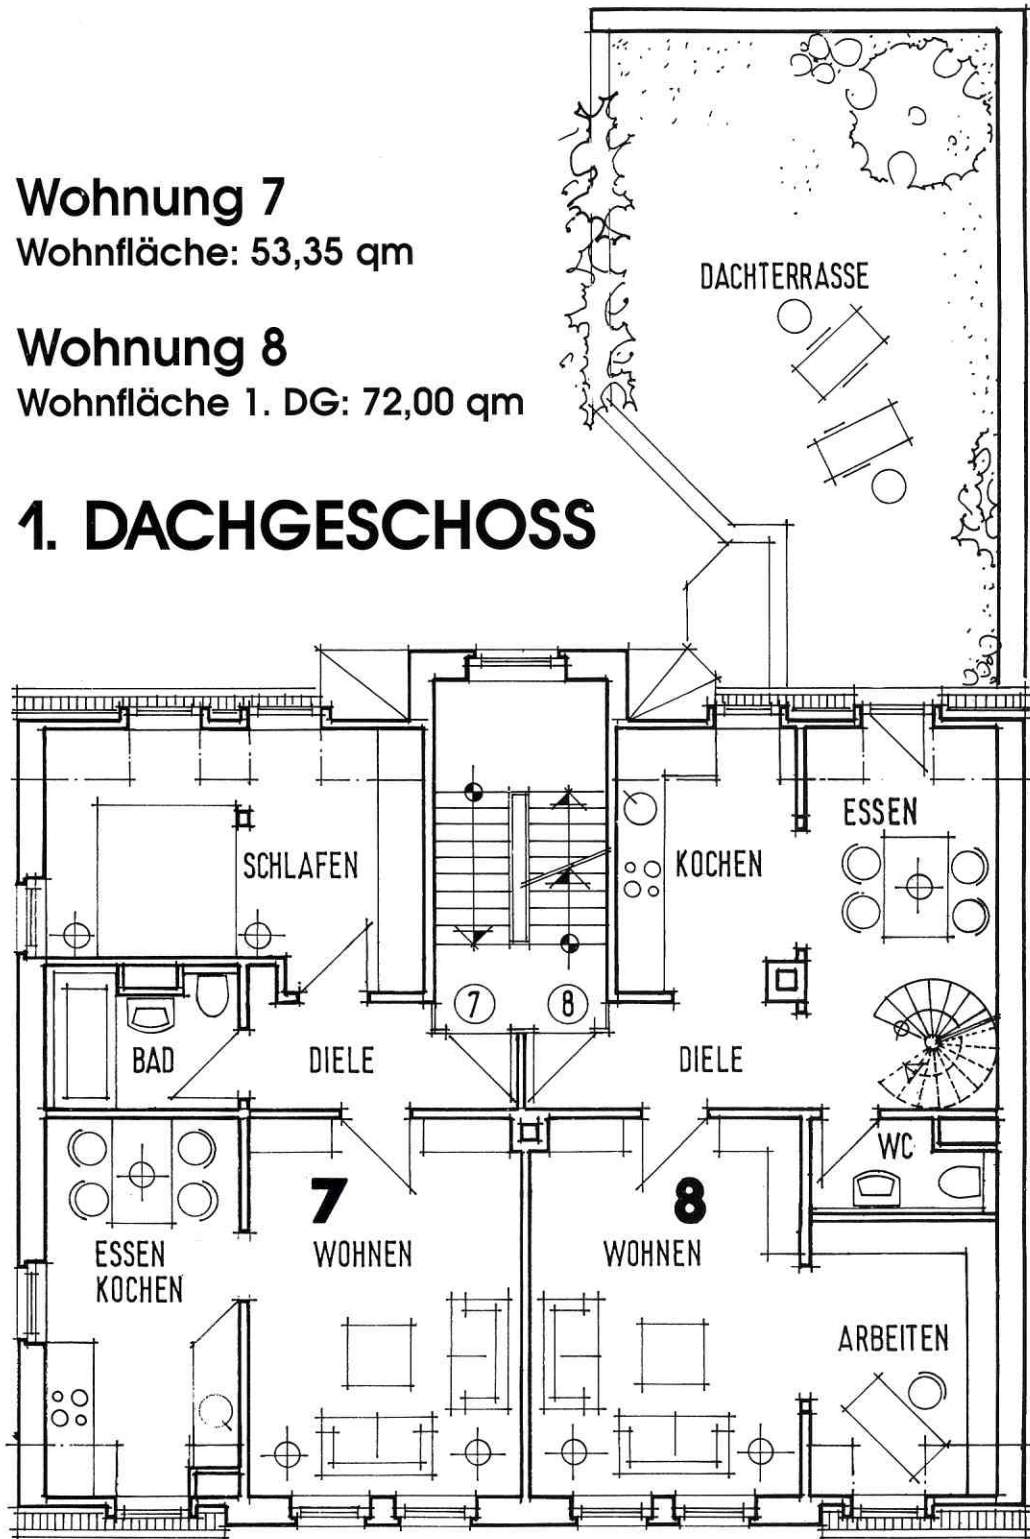 Wohnung 7
Wohnfläche: 53,35 qm
Wohnung 8
Wohnfläche 1. DG: 72,00 qm
1. DACHGESCHOSS
DACHTERRASSE
SCHLAFEN
KOCHEN
ESSEN
7
8
BAD
DIELE
DIELE
WC
7
8
ESSEN
KOCHEN
WOHNEN
WOHNEN
ARBEITEN